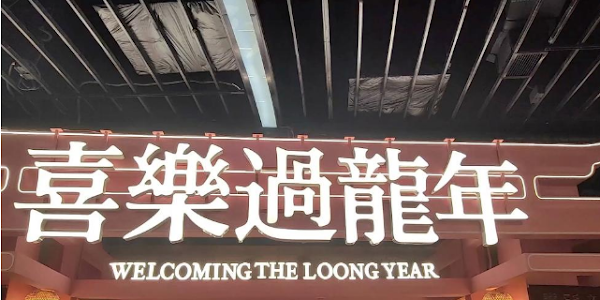 喜樂過龍年
WELCOMING THE LOONG YEAR